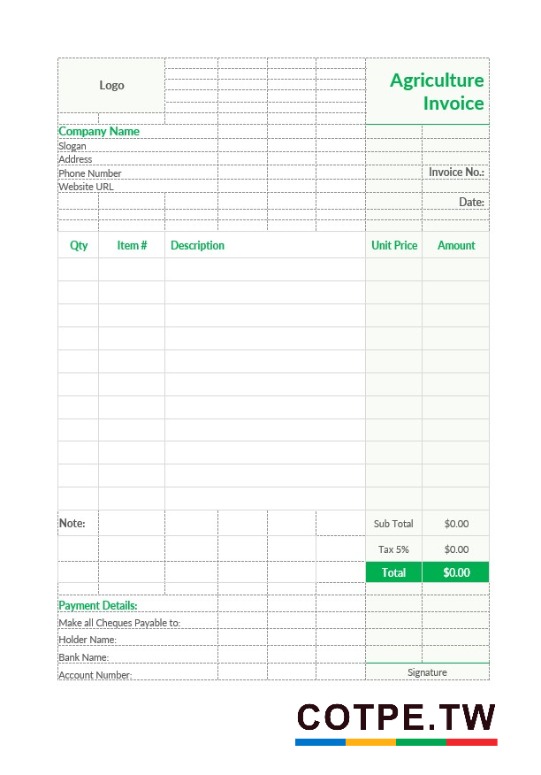 Logo
Agriculture
Invoice
Company Name
Slogan
Address
Phone Number
Invoice No.:
Website URL
Date:
Qty Item # Description Unit Price Amount
Note: Sub Total $0.00
Tax 5% $0.00
Total $0.00
Payment Details:
Make all Cheques Payable to:
Holder Name:
Bank Name:
Account Number:
Signature
COTPE.TW